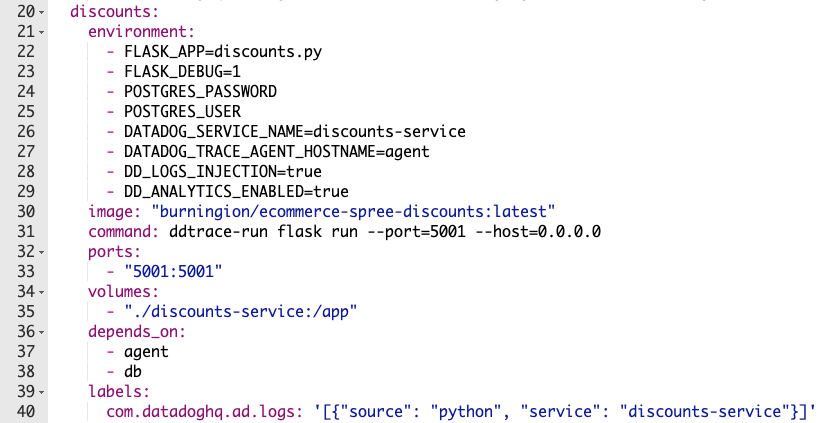 20 discounts:
21 environment:
22 - FLASK_APP=discounts.py
23 - FLASK_DEBUG=1
24 - POSTGRES_PASSWORD
25 - POSTGRES_USER
26 - DATADOG_SERVICE_NAME=discounts-service
27 - DATADOG_TRACE_AGENT_HOSTNAME=agent
28 - DD_LOGS_INJECTION=true
29 - DD_ANALYTICS_ENABLED=true
30 image: "burningion/ecommerce-spree-discounts:latest"
31 command: ddtrace-run flask run --port=5001 --host=0.0.0.0
32 ports:
33 - "5001:5001"
34 volumes:
35 - "./discounts-service:/app"
36 depends_on:
37 - agent
38 - db
39 labels:
40 com.datadoghq.ad.logs: '[{"source": "python", "service": "discounts-service"}]'